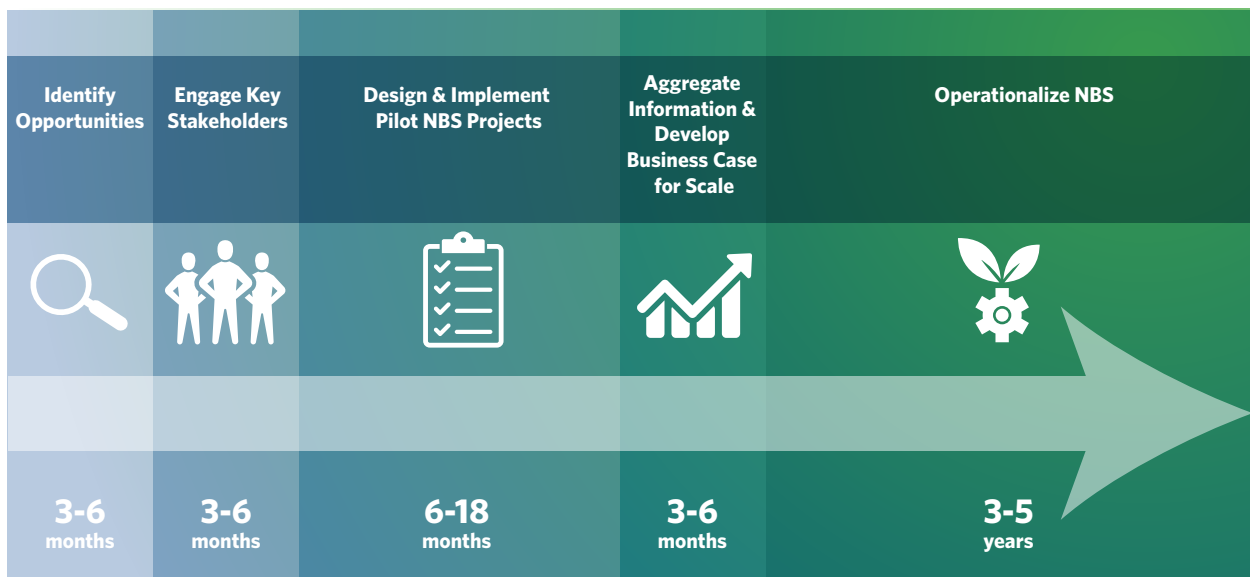 Identify
Opportunities
Engage Key
Stakeholders
Design & Implement
Pilot NBS Projects
Aggregate
Information &
Develop
Business Case
for Scale
Operationalize NBS
3-6
months
3-6
months
6-18
months
3-6
months
3-5
years